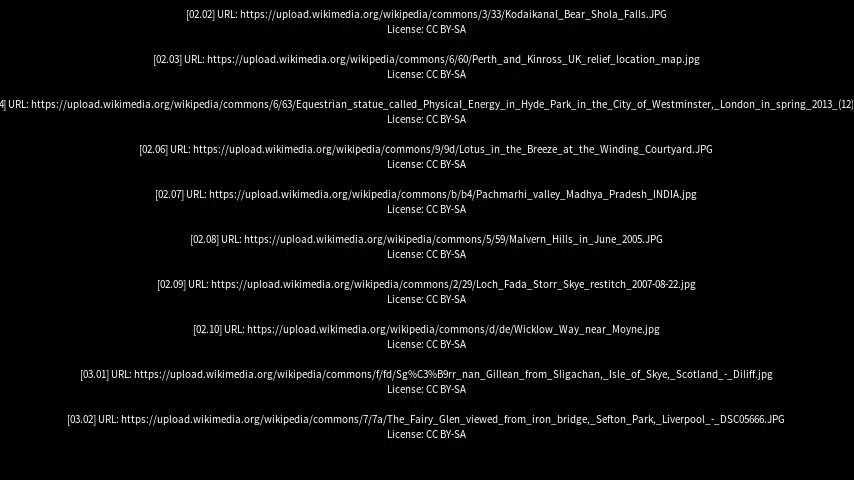 [02.02] URL: https://upload.wikimedia.org/wikipedia/commons/3/33/Kodaikanal_Bear_Shola_Falls.JPG
License: CC BY-SA
[02.03] URL: https://upload.wikimedia.org/wikipedia/commons/6/60/Perth_and_Kinross_UK_relief_location_map.jpg
License: CC BY-SA
4] URL: https://upload.wikimedia.org/wikipedia/commons/6/63/Equestrian_statue_called_Physical_Energy_in_Hyde_Park_in_the_City_of_Westminster,_London_in_spring_2013_(12)
License: CC BY-SA
[02.06] URL: https://upload.wikimedia.org/wikipedia/commons/9/9d/Lotus_in_the_Breeze_at_the_Winding_Courtyard.JPG
License: CC BY-SA
[02.07] URL: https://upload.wikimedia.org/wikipedia/commons/b/b4/Pachmarhi_valley_Madhya_Pradesh_INDIA.jpg
License: CC BY-SA
[02.08] URL: https://upload.wikimedia.org/wikipedia/commons/5/59/Malvern_Hills_in_June_2005.JPG
License: CC BY-SA
[02.09] URL: https://upload.wikimedia.org/wikipedia/commons/2/29/Loch_Fada_Storr_Skye_restitch_2007-08-22.jpg
License: CC BY-SA
[02.10] URL: https://upload.wikimedia.org/wikipedia/commons/d/de/Wicklow_Way_near_Moyne.jpg
License: CC BY-SA
[03.01] URL: https://upload.wikimedia.org/wikipedia/commons/f/fd/Sg%C3%B9rr_nan_Gillean_from_Sligachan,_Isle_of_Skye,_Scotland_-_Diliff.jpg
License: CC BY-SA
[03.02] URL: https://upload.wikimedia.org/wikipedia/commons/7/7a/The_Fairy_Glen_viewed_from_iron_bridge,_Sefton_Park,_Liverpool_-_DSC05666.JPG
License: CC BY-SA